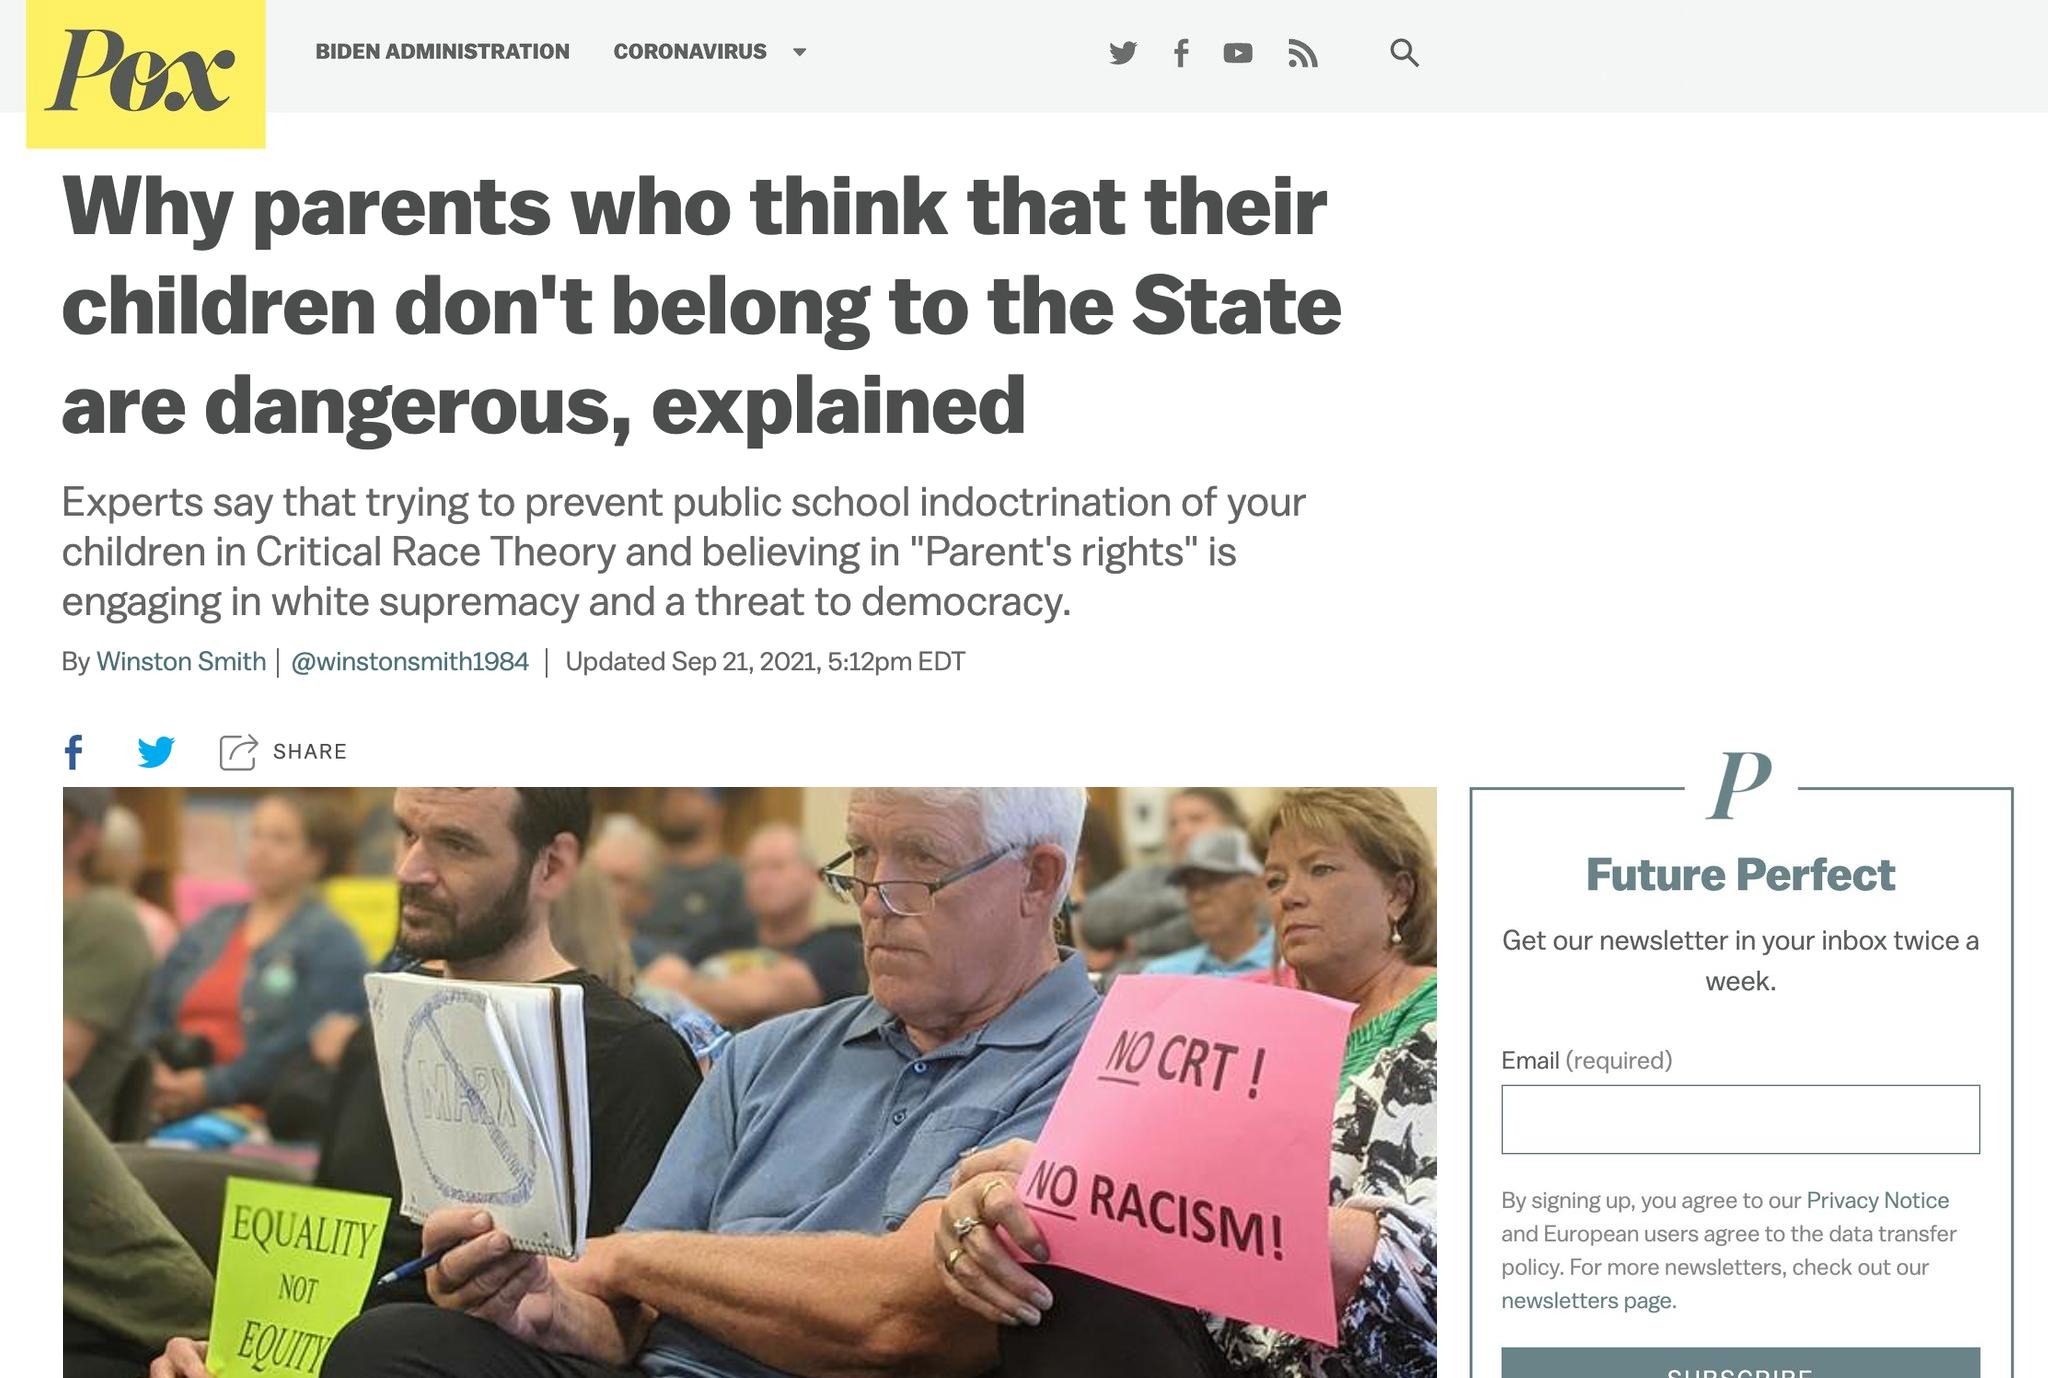 Pox
BIDEN ADMINISTRATION
CORONAVIRUS
Why parents who think that their
children don't belong to the State
are dangerous, explained
Experts say that trying to prevent public school indoctrination of your
children in Critical Race Theory and believing in "Parent's rights" is
engaging in white supremacy and a threat to democracy.
By Winston Smith | @winstonsmith1984 | Updated Sep 21, 2021, 5:12pm EDT
f
SHARE
MARX
EQUALITY
NOT
EQUITY
NO CRT !
NO RACISM!
P
Future Perfect
Get our newsletter in your inbox twice a
week.
Email (required)
By signing up, you agree to our Privacy Notice
and European users agree to the data transfer
policy. For more newsletters, check out our
newsletters page.
SUBSCRIBE